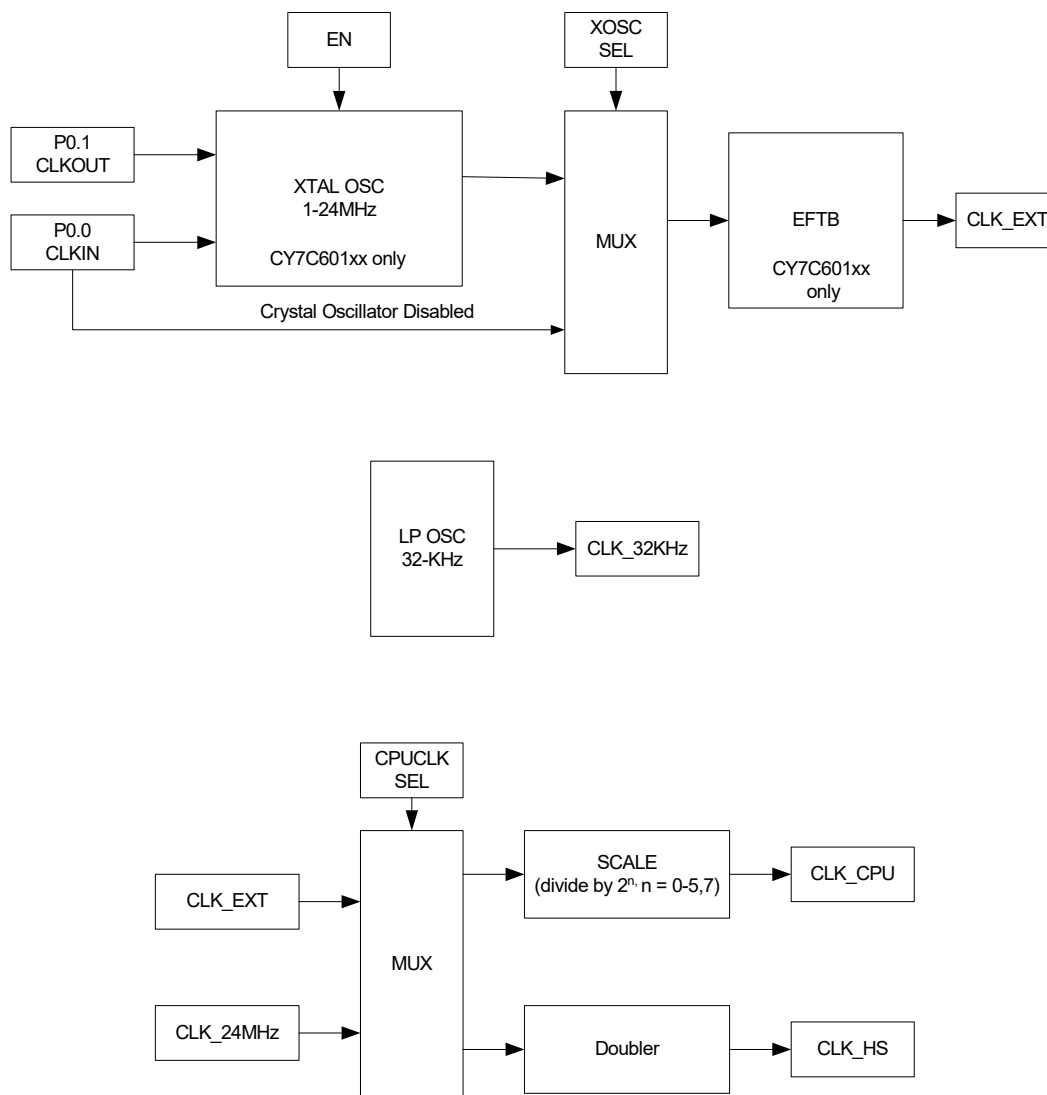 EN
XOSC
SEL
P0.1
CLKOUT
XTAL OSC
1-24MHz
CY7C601xx only
P0.0
CLKIN
MUX
EFTB
CY7C601xx
only
CLK_EXT
Crystal Oscillator Disabled
LP OSC
32-KHz
CLK_32KHz
CPUCLK
SEL
CLK_EXT
MUX
SCALE
(divide by 2ⁿ, n = 0-5,7)
CLK_CPU
CLK_24MHz
Doubler
CLK_HS